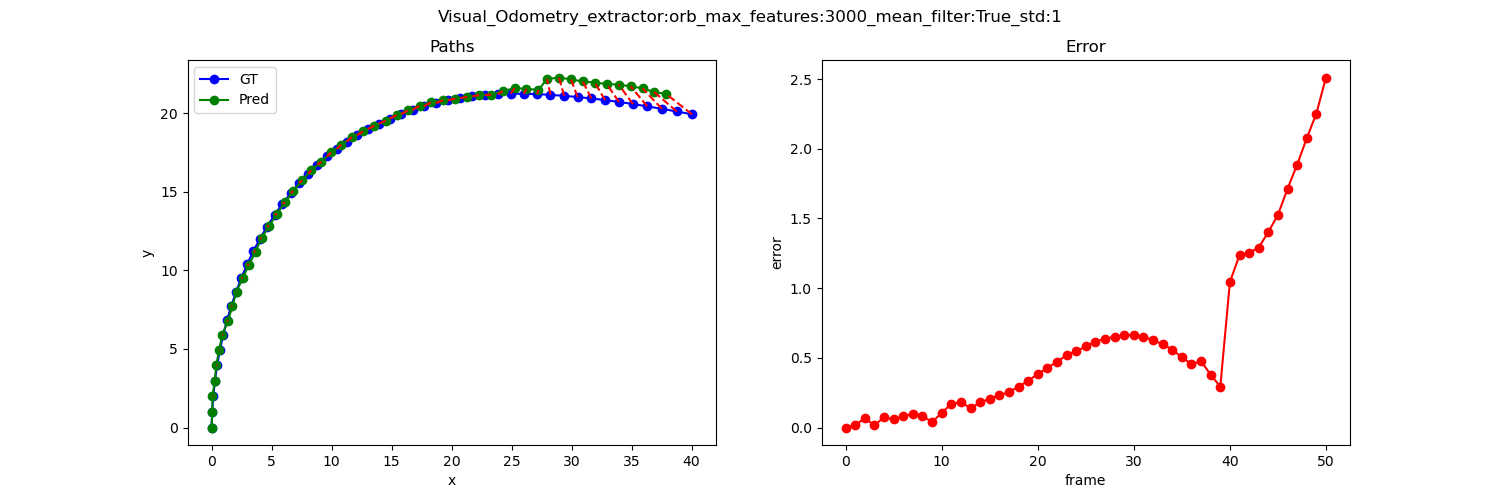 Visual_Odometry_extractor:orb_max_features:3000_mean_filter:True_std:1
Paths
GT
Pred
y
20
15
10
5
0
0 5 10 15 20 25 30 35 40
x
Error
error
2.5
2.0
1.5
1.0
0.5
0.0
0 10 20 30 40 50
frame